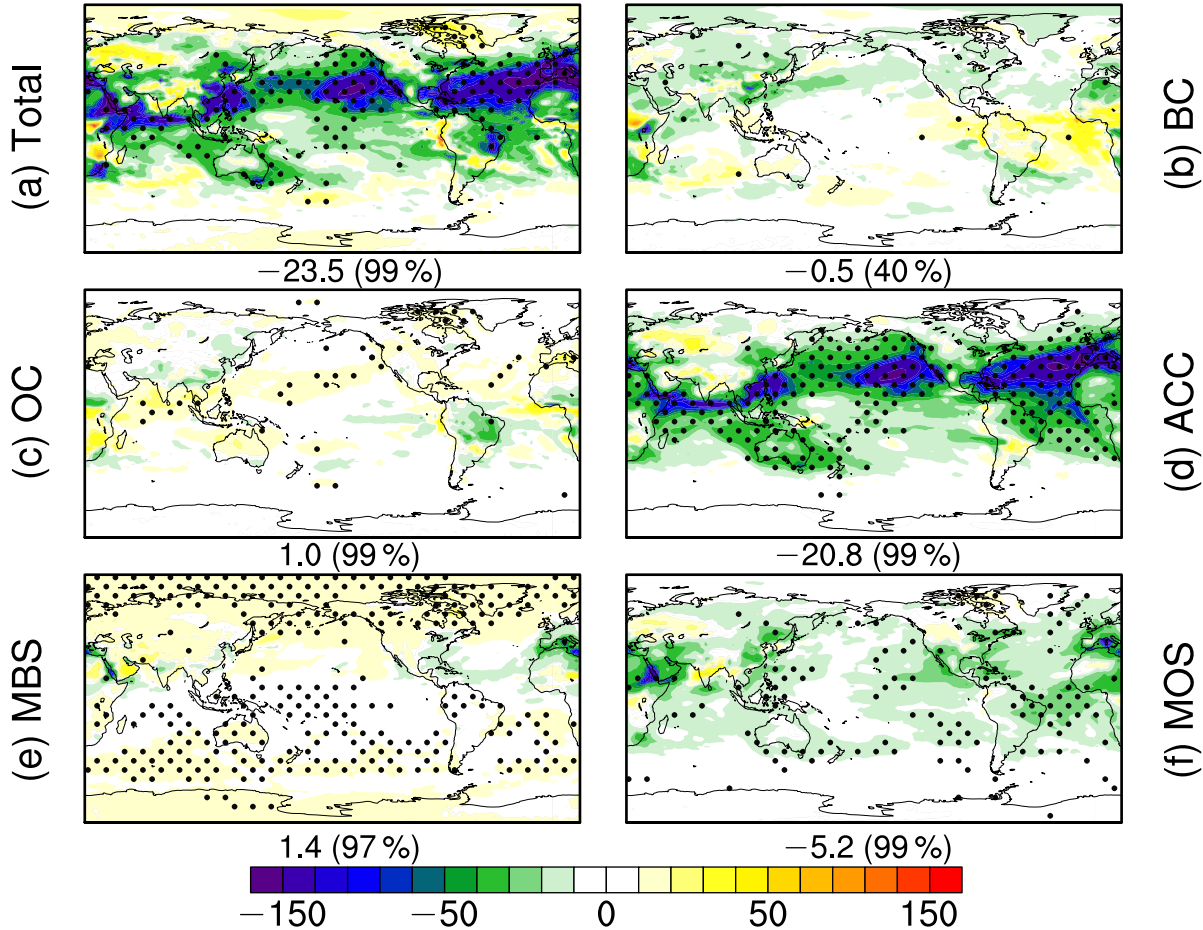 (a) Total
−23.5 (99 %)
(b) BC
−0.5 (40 %)
(c) OC
1.0 (99 %)
(d) ACC
−20.8 (99 %)
(e) MBS
1.4 (97 %)
(f) MOS
−5.2 (99 %)
−150 −50 0 50 150